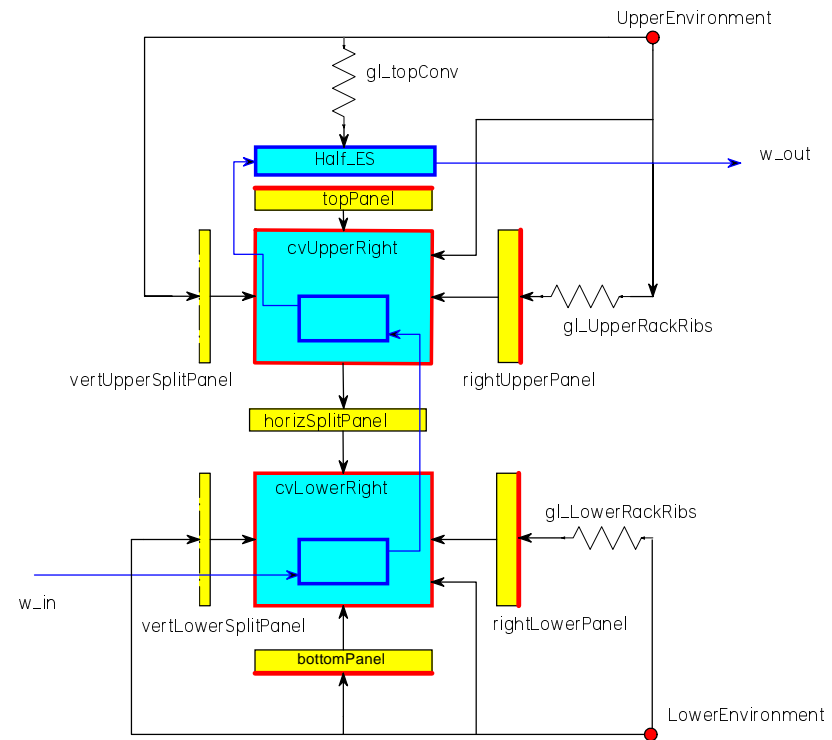 UpperEnvironment
gl_topConv
Half_ES
w_out
topPanel
cvUpperRight
gl_UpperRackRibs
vertUpperSplitPanel
rightUpperPanel
horizSplitPanel
cvLowerRight
gl_LowerRackRibs
w_in
vertLowerSplitPanel
rightLowerPanel
bottomPanel
LowerEnvironment